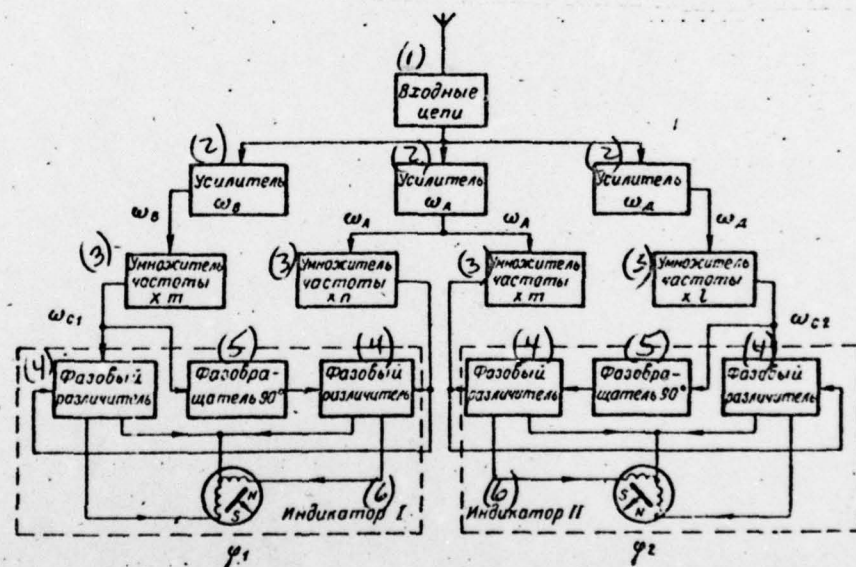 (1)
Входные
цепи
(2)
Усилитель
ωв
(2)
Усилитель
ωА
(2)
Усилитель
ωД
ωв
ωА
ωА
ωД
(3)
Умножитель
частоты
x m
(3)
Умножитель
частоты
x n
(3)
Умножитель
частоты
x m
(3)
Умножитель
частоты
x l
ωс1
ωс2
(4)
Фазовый
различитель
(5)
Фазовра-
щатель 90°
(4)
Фазовый
различитель
(4)
Фазовый
различитель
(5)
Фазовра-
щатель 90°
(4)
Фазовый
различитель
N
S
(6)
Индикатор I
(6)
Индикатор II
S
N
φ1
φ2